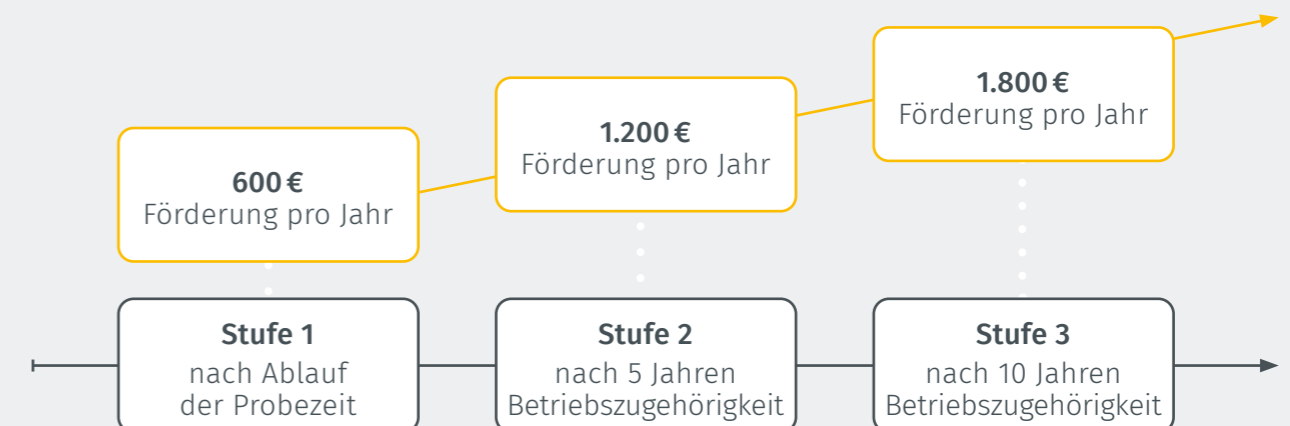 600 €
Förderung pro Jahr
1.200 €
Förderung pro Jahr
1.800 €
Förderung pro Jahr
Stufe 1
nach Ablauf
der Probezeit
Stufe 2
nach 5 Jahren
Betriebszugehörigkeit
Stufe 3
nach 10 Jahren
Betriebszugehörigkeit